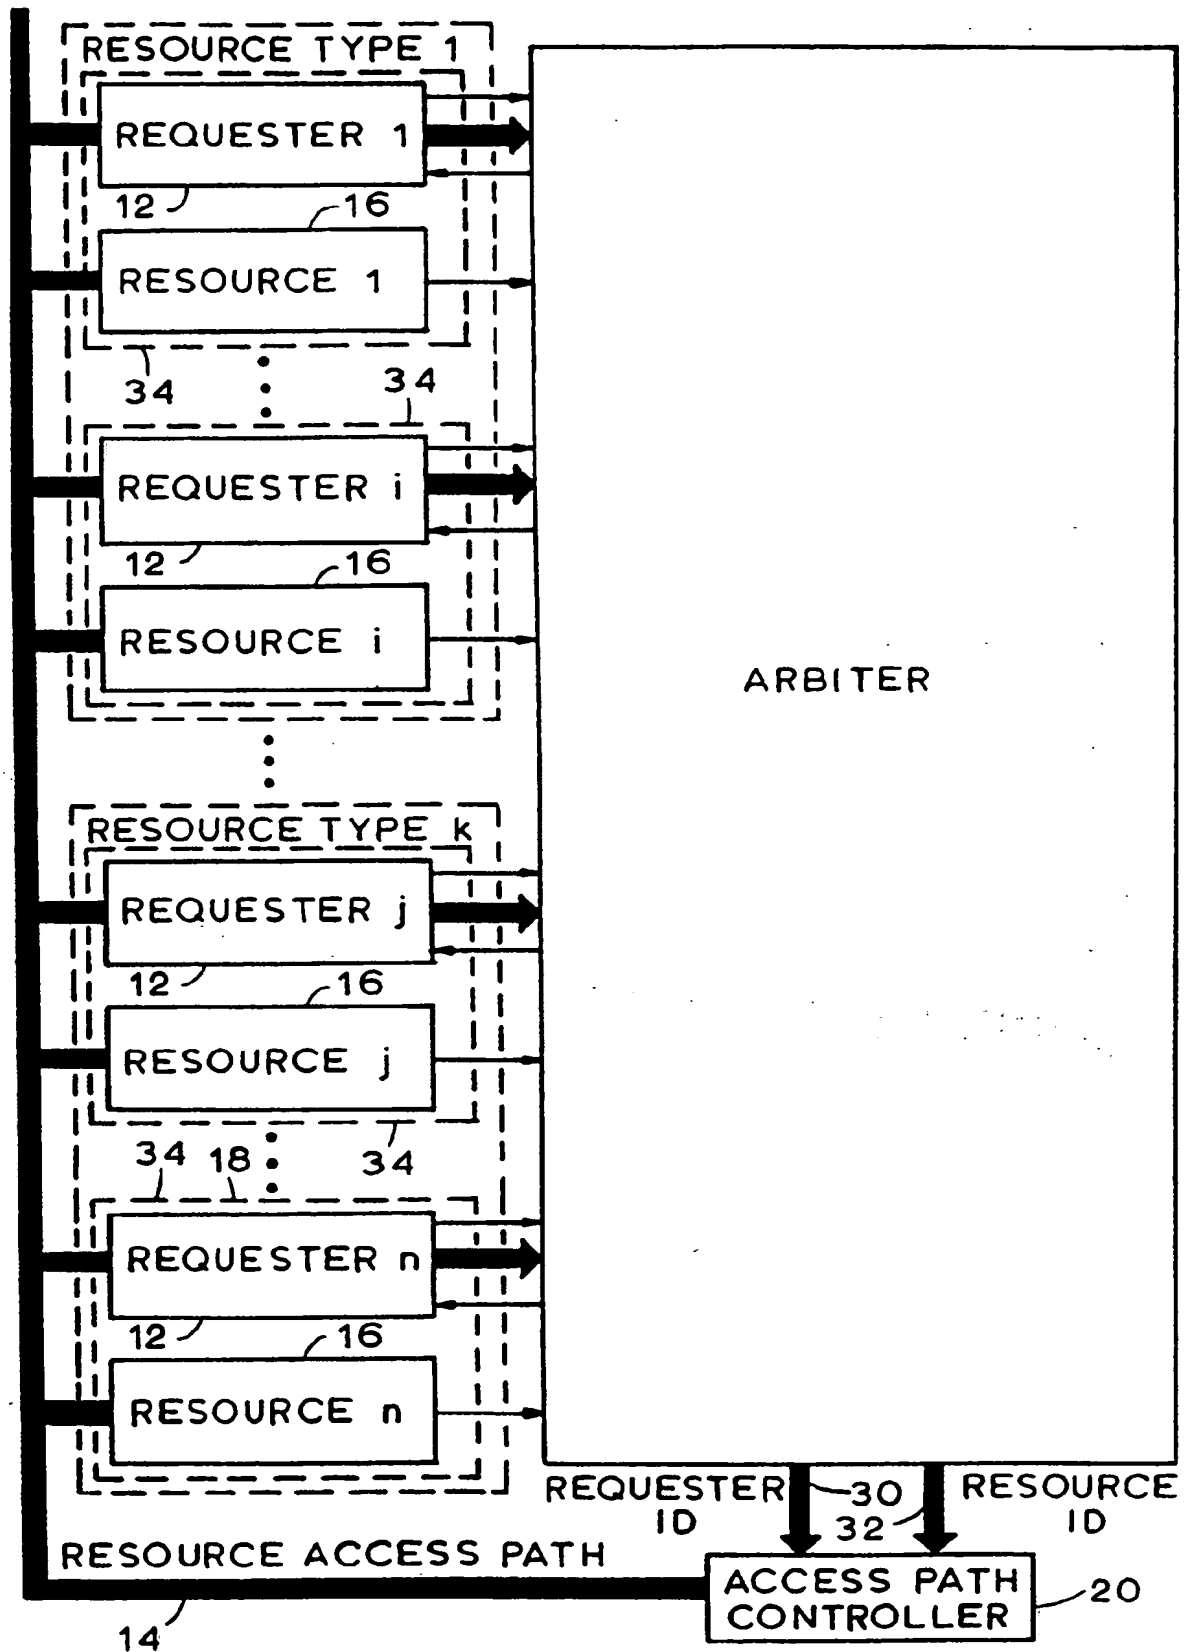 RESOURCE TYPE 1
REQUESTER 1
12
16
RESOURCE 1
34
34
REQUESTER i
12
16
RESOURCE i
ARBITER
RESOURCE TYPE k
REQUESTER j
12
16
RESOURCE j
34
18
34
REQUESTER n
12
16
RESOURCE n
REQUESTER
ID
30
32
RESOURCE
ID
RESOURCE ACCESS PATH
ACCESS PATH
CONTROLLER
20
14